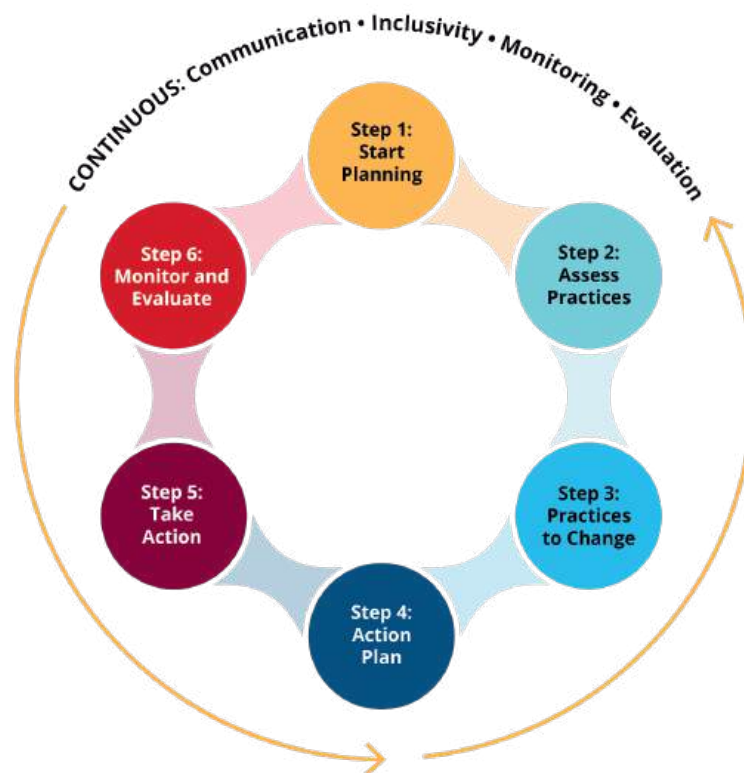 CONTINUOUS: Communication • Inclusivity • Monitoring • Evaluation
Step 1:
Start
Planning
Step 2:
Assess
Practices
Step 3:
Practices
to Change
Step 4:
Action
Plan
Step 5:
Take
Action
Step 6:
Monitor and
Evaluate